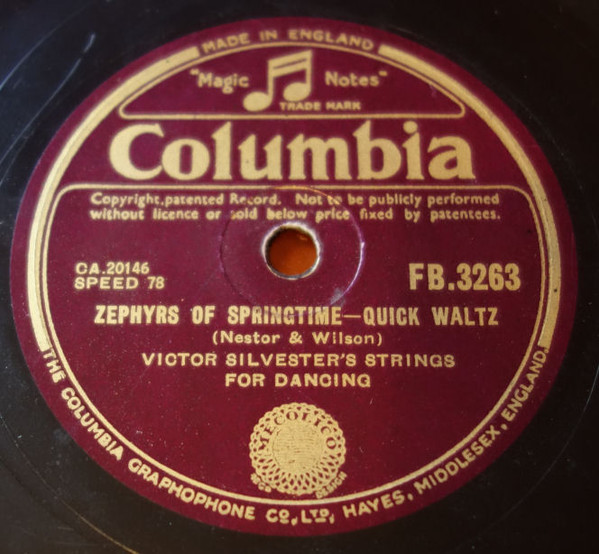 MADE IN ENGLAND
"Magic Notes"
TRADE MARK
Columbia
Copyright, patented Record. Not to be publicly performed
without licence or sold below price fixed by patentees.
CA.20146
SPEED 78
FB.3263
ZEPHYRS OF SPRINGTIME—QUICK WALTZ
(Nestor & Wilson)
VICTOR SILVESTER'S STRINGS
FOR DANCING
MECOLICO
DESIGN
THE COLUMBIA GRAPHOPHONE CO., LTD, HAYES, MIDDLESEX, ENGLAND.